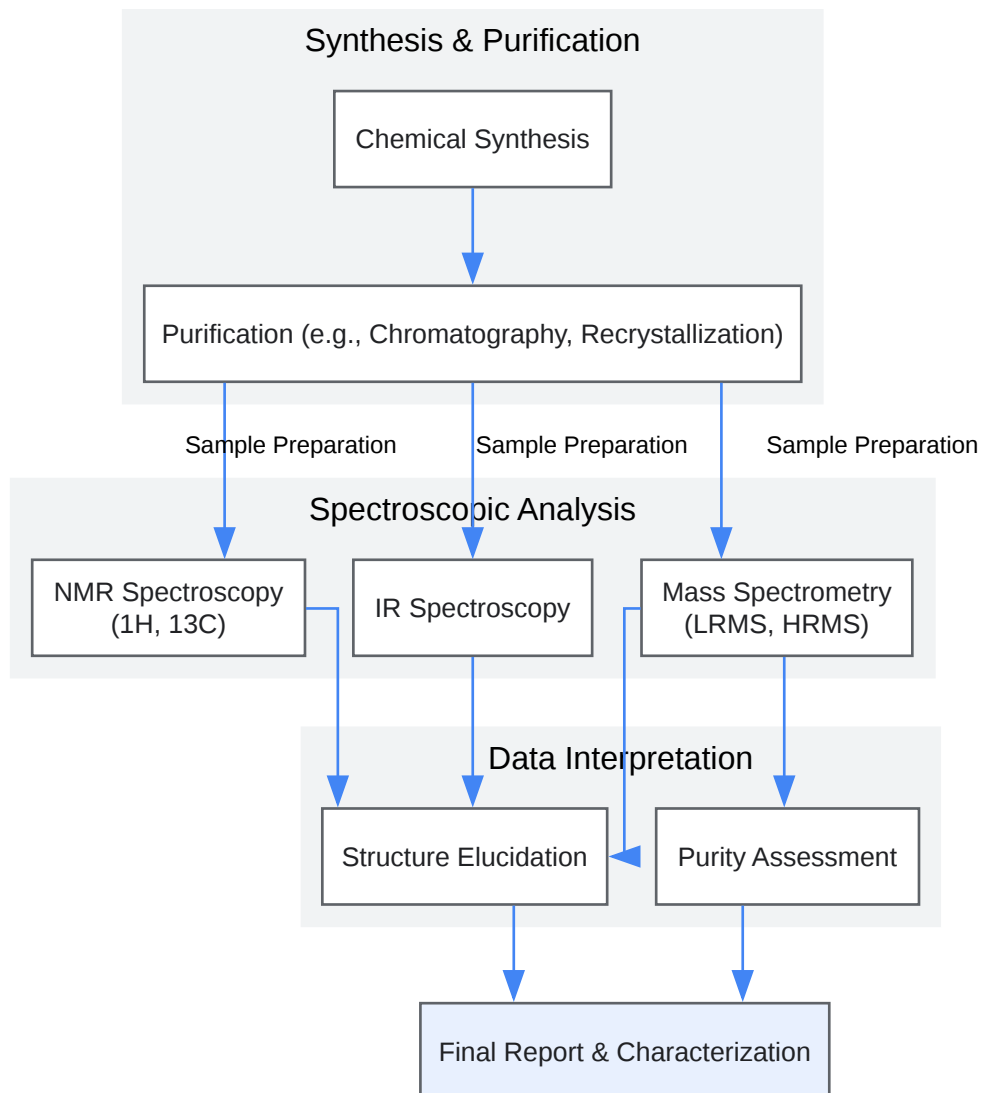 Synthesis & Purification
Chemical Synthesis
Purification (e.g., Chromatography, Recrystallization)
Sample Preparation
Sample Preparation
Sample Preparation
Spectroscopic Analysis
NMR Spectroscopy
(1H, 13C)
IR Spectroscopy
Mass Spectrometry
(LRMS, HRMS)
Data Interpretation
Structure Elucidation
Purity Assessment
Final Report & Characterization